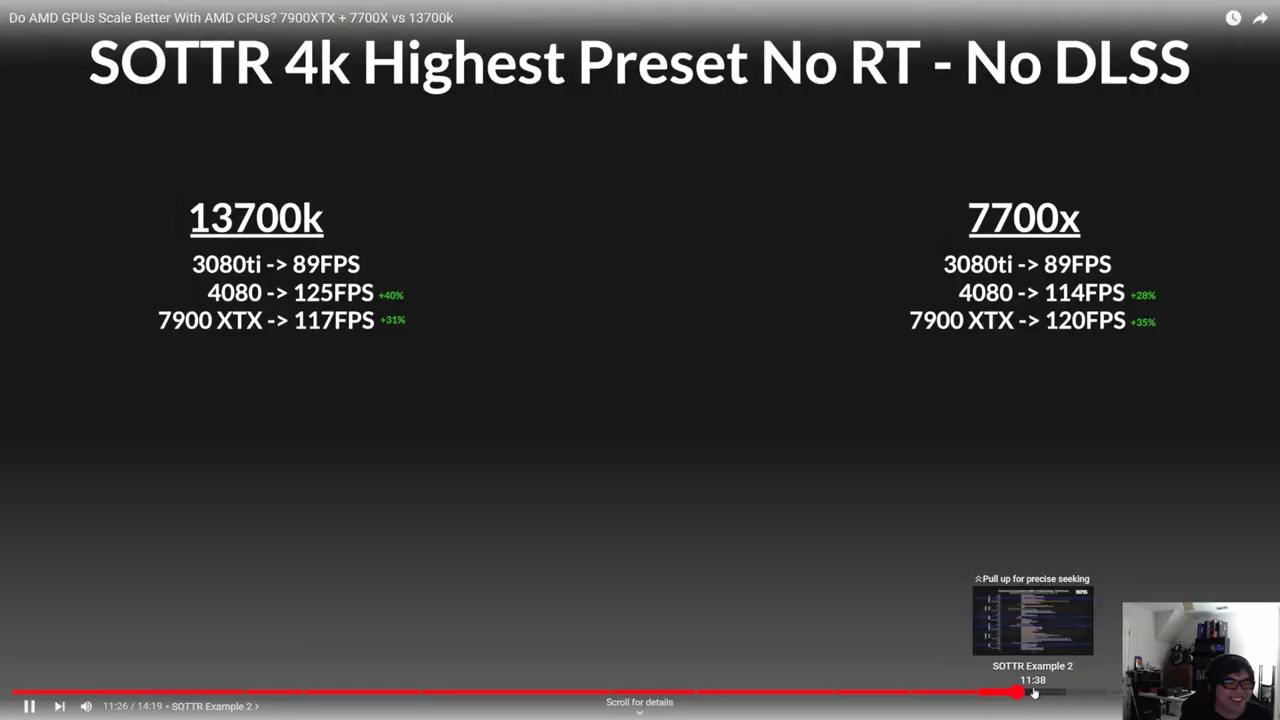 Do AMD GPUs Scale Better With AMD CPUs? 7900XTX + 7700X vs 13700k
SOTTR 4k Highest Preset No RT - No DLSS
13700k
3080ti -> 89FPS
4080 -> 125FPS +40%
7900 XTX -> 117FPS +31%
7700x
3080ti -> 89FPS
4080 -> 114FPS +28%
7900 XTX -> 120FPS +35%
Pull up for precise seeking
SOTTR Example 2
11:38
11:26 / 14:19 • SOTTR Example 2 >
Scroll for details